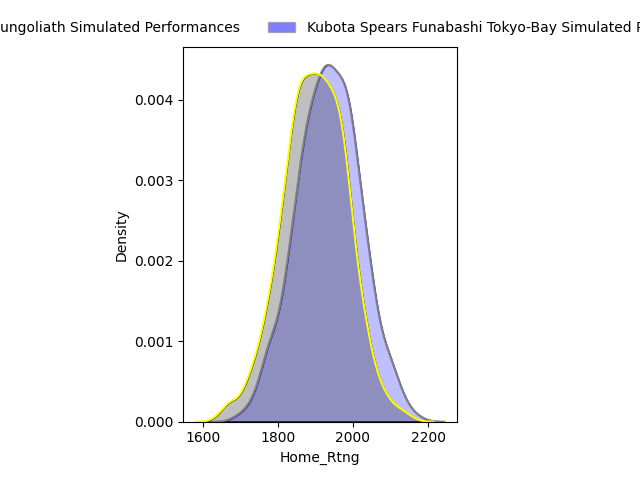 ungoliath Simulated Performances
Kubota Spears Funabashi Tokyo-Bay Simulated
0.004
0.003
0.002
0.001
0.000
Density
1600 1800 2000 2200
Home_Rtng